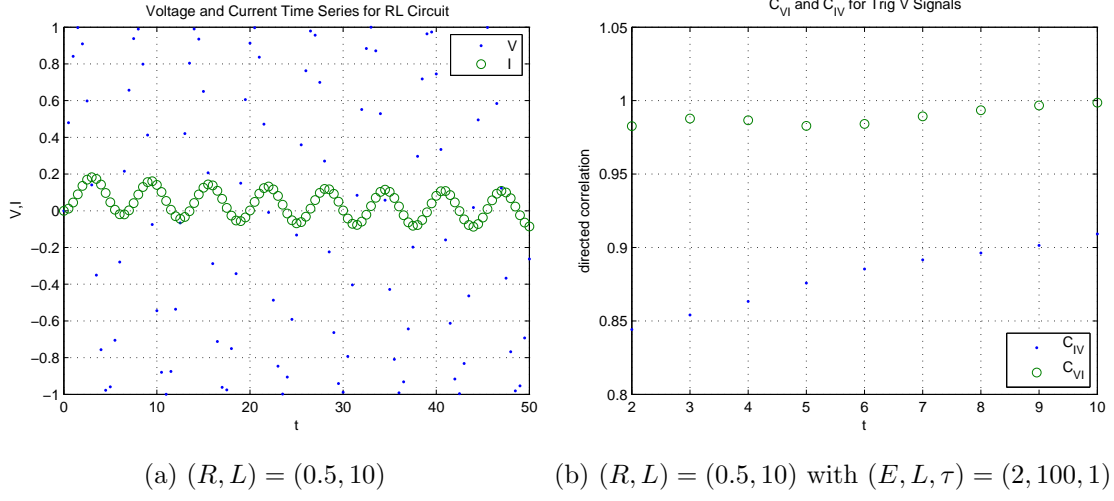 Voltage and Current Time Series for RL Circuit
1
0.8
0.6
0.4
0.2
0
−0.2
−0.4
−0.6
−0.8
−1
V,I
0 10 20 30 40 50
t
V
I
(a) (R, L) = (0.5, 10)
C_VI and C_IV for Trig V Signals
1.05
1
0.95
0.9
0.85
0.8
directed correlation
2 3 4 5 6 7 8 9 10
t
C_IV
C_VI
(b) (R, L) = (0.5, 10) with (E, L, τ) = (2, 100, 1)